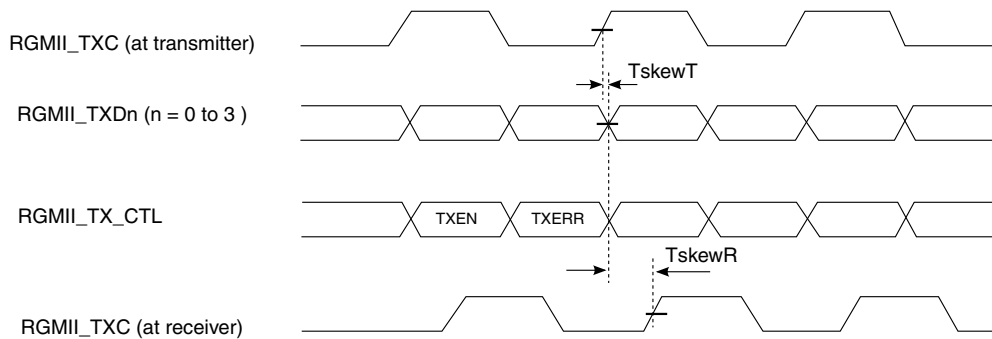 RGMII_TXC (at transmitter)
TskewT
RGMII_TXDn (n = 0 to 3 )
RGMII_TX_CTL
TXEN
TXERR
TskewR
RGMII_TXC (at receiver)